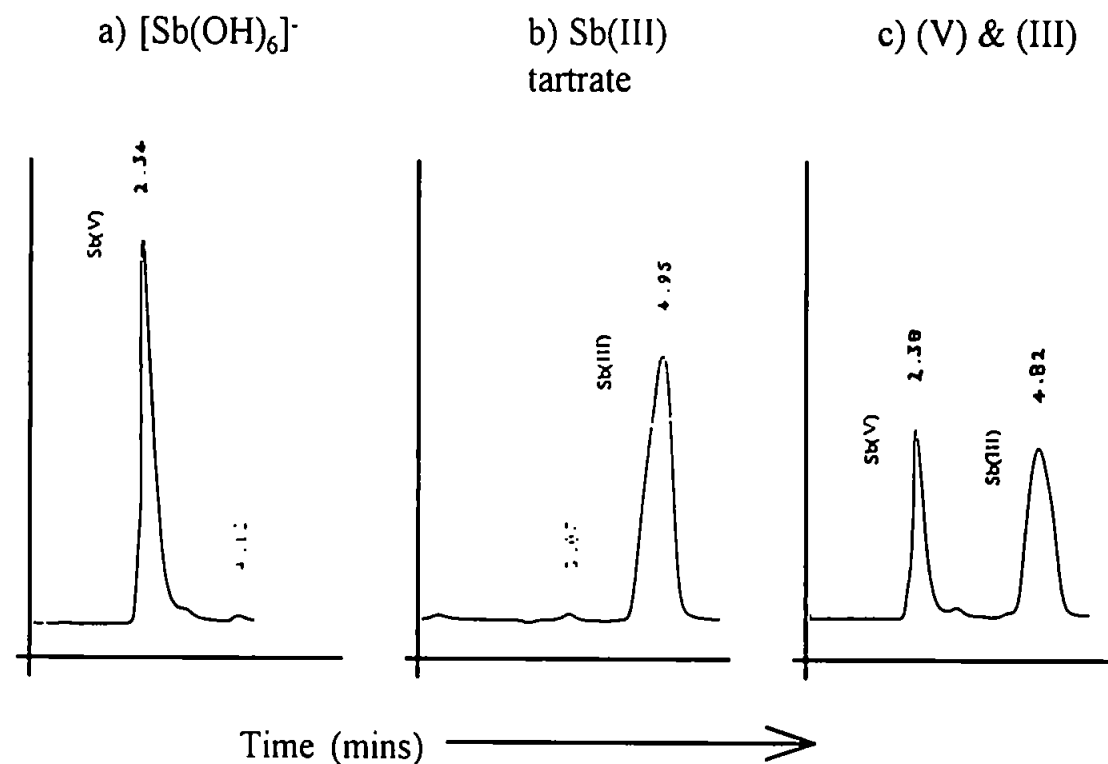 a) [Sb(OH)₆]⁻
b) Sb(III)
tartrate
c) (V) & (III)
Sb(V)
2.34
Sb(III)
4.95
Sb(V)
2.38
Sb(III)
4.82
Time (mins)